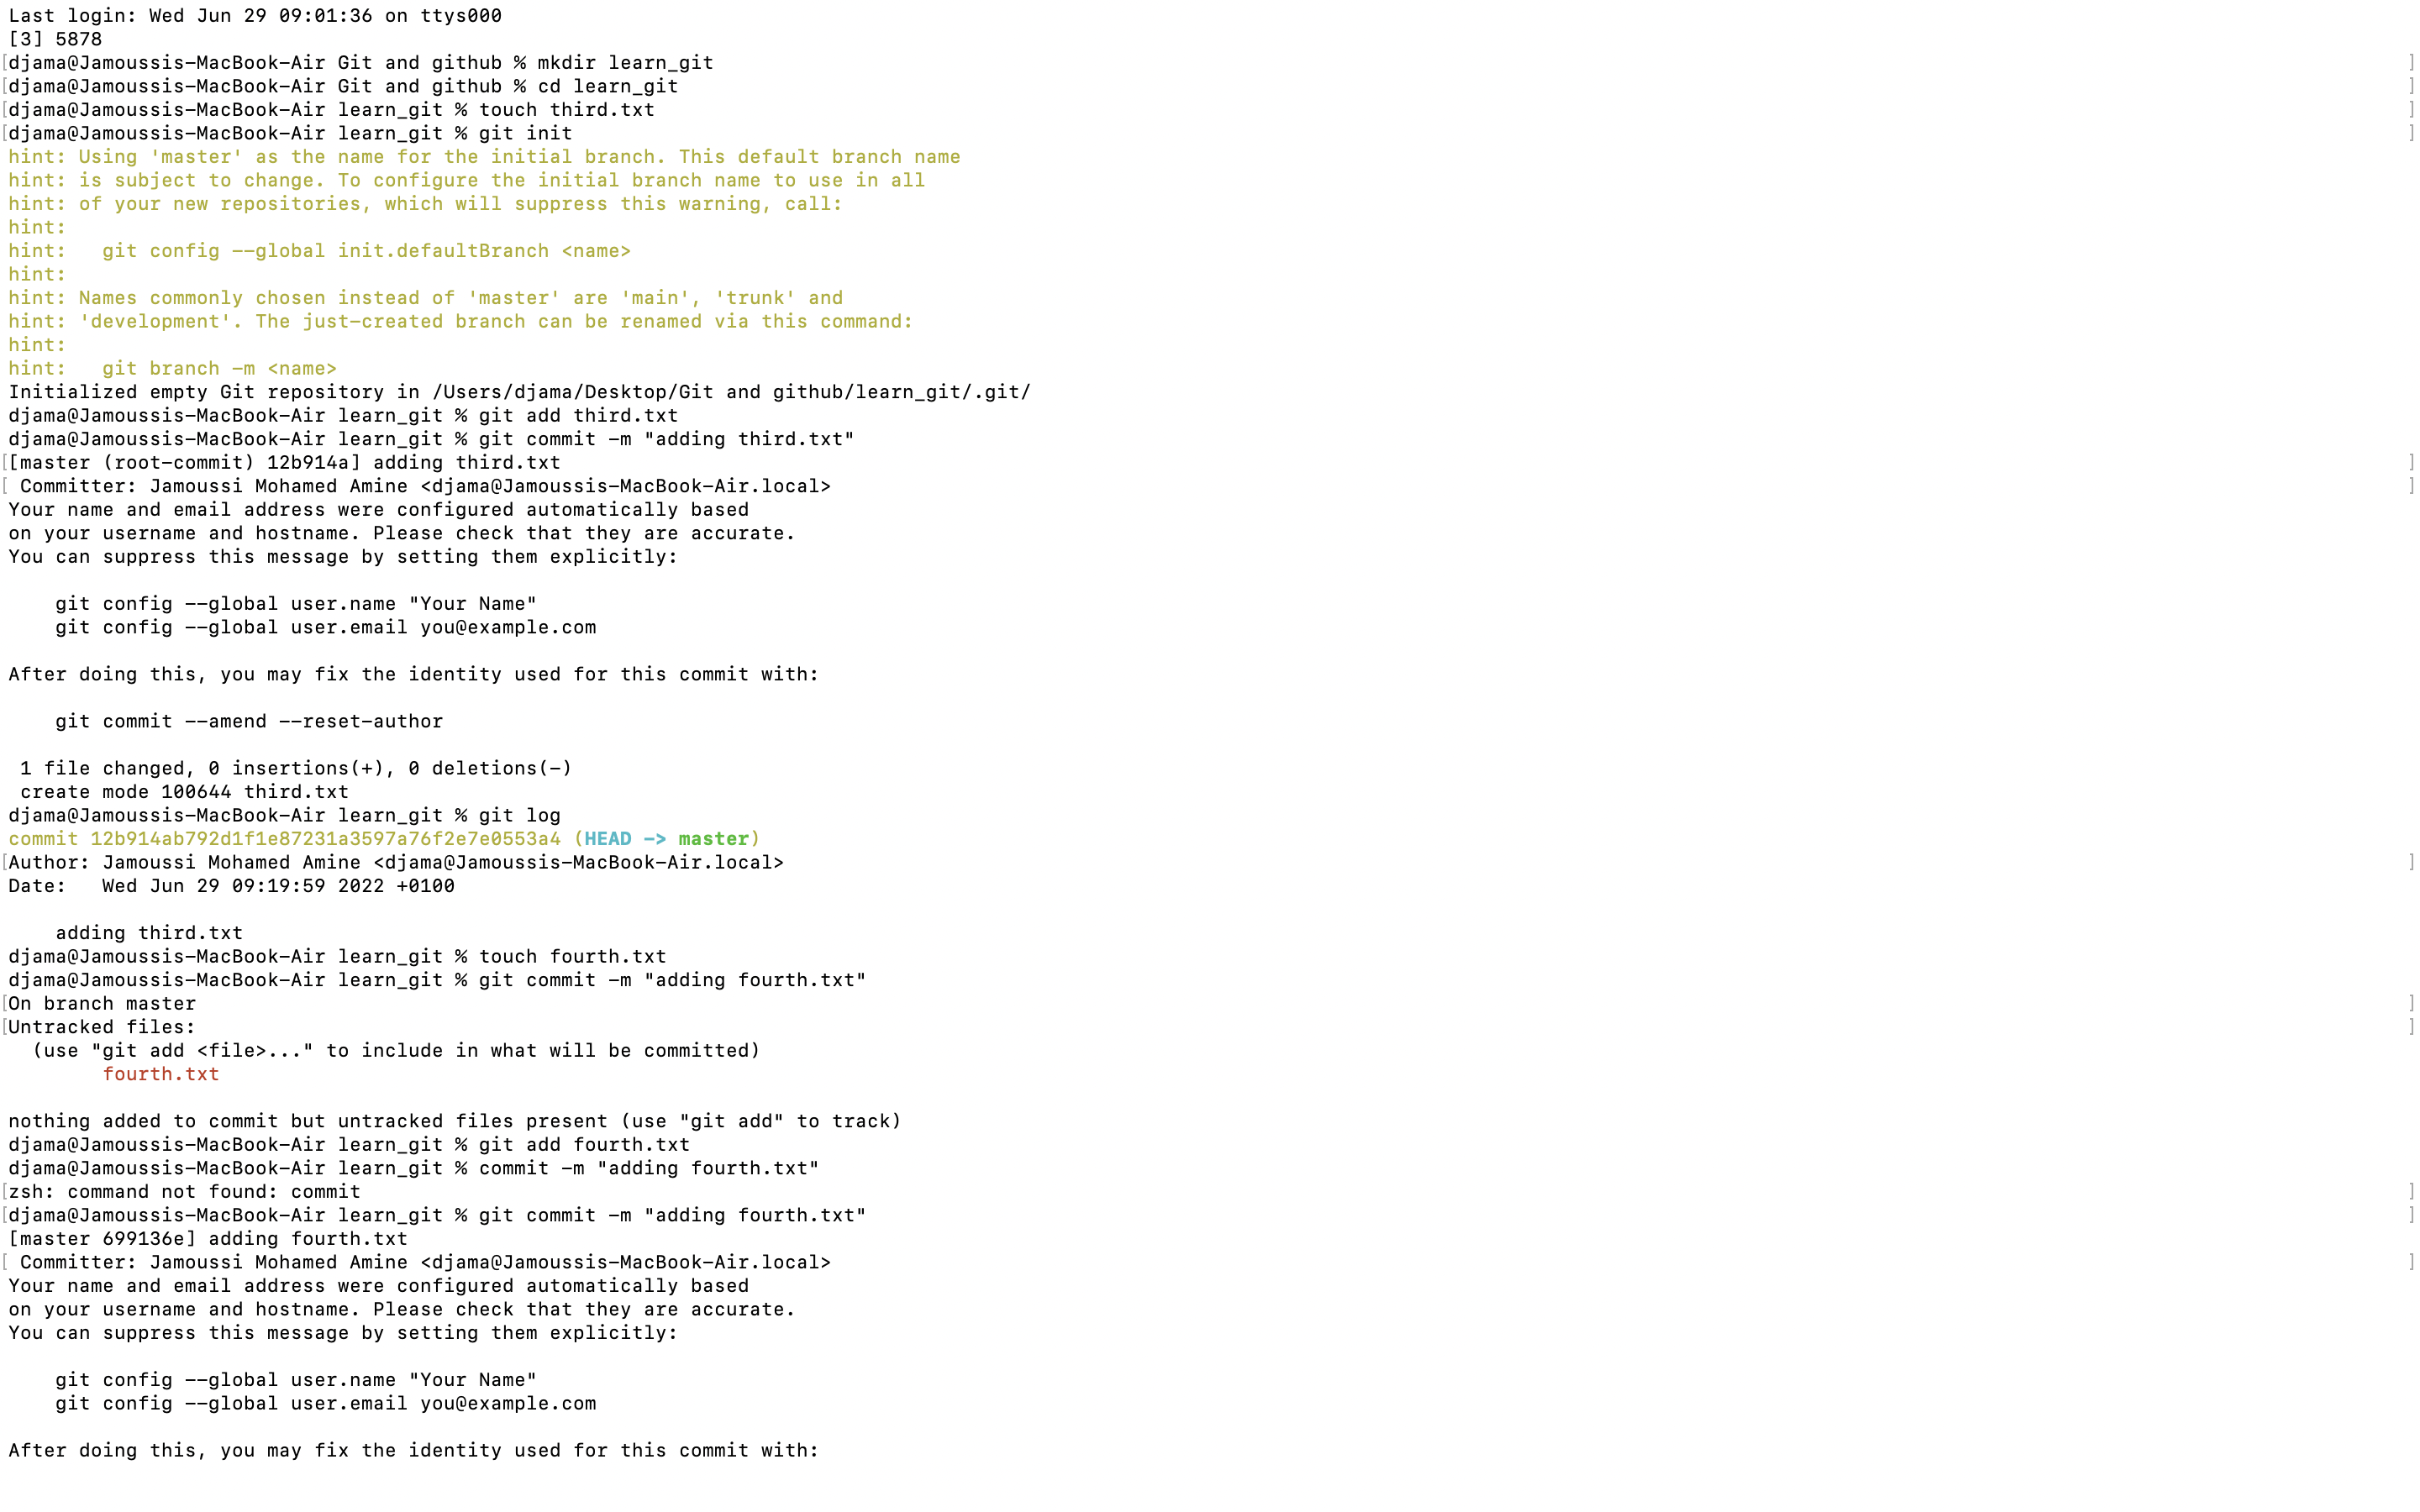 Last login: Wed Jun 29 09:01:36 on ttys000
[3] 5878
[djama@Jamoussis-MacBook-Air Git and github % mkdir learn_git ]
[djama@Jamoussis-MacBook-Air Git and github % cd learn_git ]
[djama@Jamoussis-MacBook-Air learn_git % touch third.txt ]
[djama@Jamoussis-MacBook-Air learn_git % git init ]
hint: Using 'master' as the name for the initial branch. This default branch name
hint: is subject to change. To configure the initial branch name to use in all
hint: of your new repositories, which will suppress this warning, call:
hint:
hint:   git config --global init.defaultBranch <name>
hint:
hint: Names commonly chosen instead of 'master' are 'main', 'trunk' and
hint: 'development'. The just-created branch can be renamed via this command:
hint:
hint:   git branch -m <name>
Initialized empty Git repository in /Users/djama/Desktop/Git and github/learn_git/.git/
djama@Jamoussis-MacBook-Air learn_git % git add third.txt
djama@Jamoussis-MacBook-Air learn_git % git commit -m "adding third.txt"
[[master (root-commit) 12b914a] adding third.txt ]
[ Committer: Jamoussi Mohamed Amine <djama@Jamoussis-MacBook-Air.local> ]
Your name and email address were configured automatically based
on your username and hostname. Please check that they are accurate.
You can suppress this message by setting them explicitly:

    git config --global user.name "Your Name"
    git config --global user.email you@example.com

After doing this, you may fix the identity used for this commit with:

    git commit --amend --reset-author

 1 file changed, 0 insertions(+), 0 deletions(-)
 create mode 100644 third.txt
djama@Jamoussis-MacBook-Air learn_git % git log
commit 12b914ab792d1f1e87231a3597a76f2e7e0553a4 (HEAD -> master)
[Author: Jamoussi Mohamed Amine <djama@Jamoussis-MacBook-Air.local> ]
Date:   Wed Jun 29 09:19:59 2022 +0100

    adding third.txt
djama@Jamoussis-MacBook-Air learn_git % touch fourth.txt
djama@Jamoussis-MacBook-Air learn_git % git commit -m "adding fourth.txt"
[On branch master ]
[Untracked files: ]
  (use "git add <file>..." to include in what will be committed)
        fourth.txt

nothing added to commit but untracked files present (use "git add" to track)
djama@Jamoussis-MacBook-Air learn_git % git add fourth.txt
djama@Jamoussis-MacBook-Air learn_git % commit -m "adding fourth.txt"
[zsh: command not found: commit ]
[djama@Jamoussis-MacBook-Air learn_git % git commit -m "adding fourth.txt" ]
[master 699136e] adding fourth.txt
[ Committer: Jamoussi Mohamed Amine <djama@Jamoussis-MacBook-Air.local> ]
Your name and email address were configured automatically based
on your username and hostname. Please check that they are accurate.
You can suppress this message by setting them explicitly:

    git config --global user.name "Your Name"
    git config --global user.email you@example.com

After doing this, you may fix the identity used for this commit with: